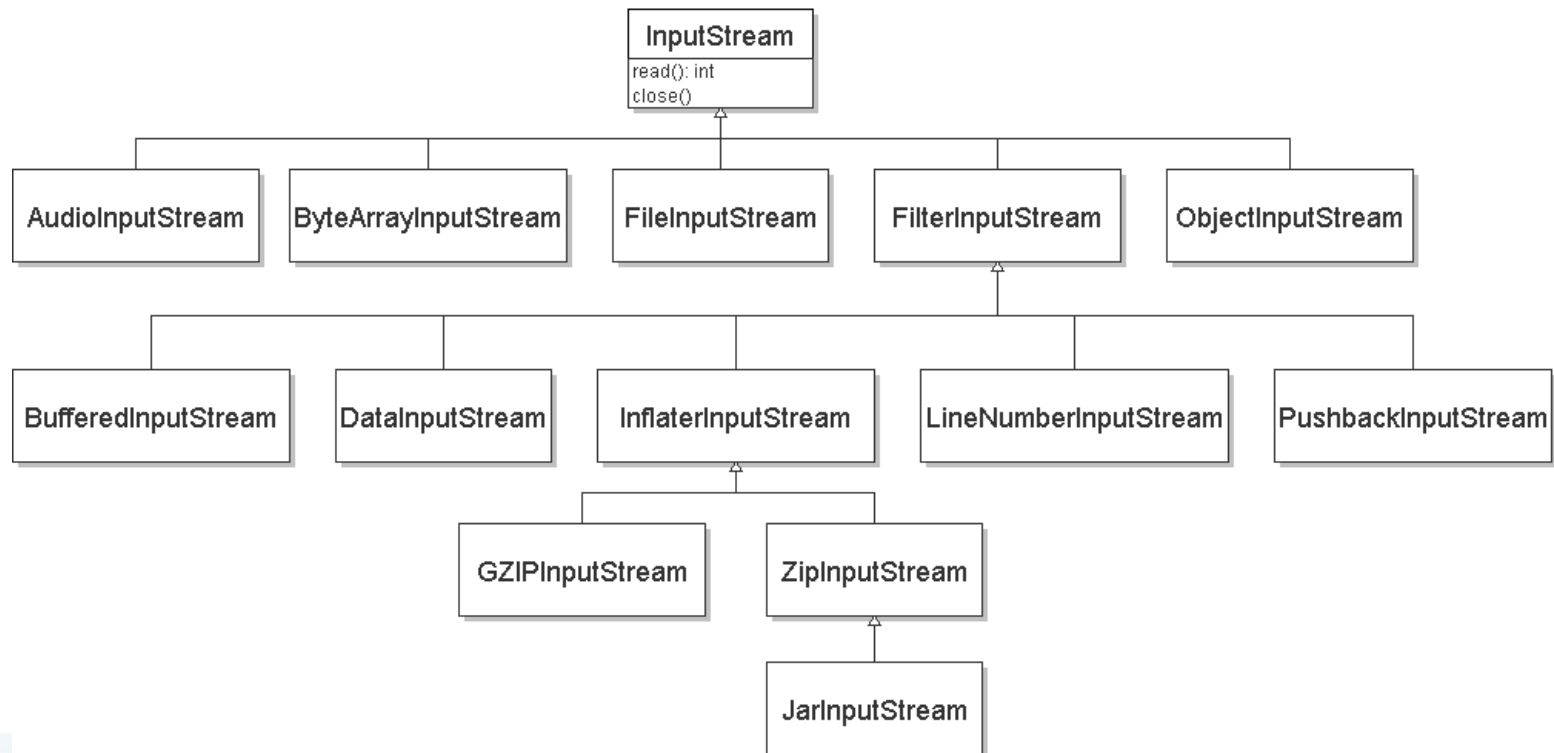 InputStream
read(): int
close()
AudioInputStream
ByteArrayInputStream
FileInputStream
FilterInputStream
ObjectInputStream
BufferedInputStream
DataInputStream
InflaterInputStream
LineNumberInputStream
PushbackInputStream
GZIPInputStream
ZipInputStream
JarInputStream